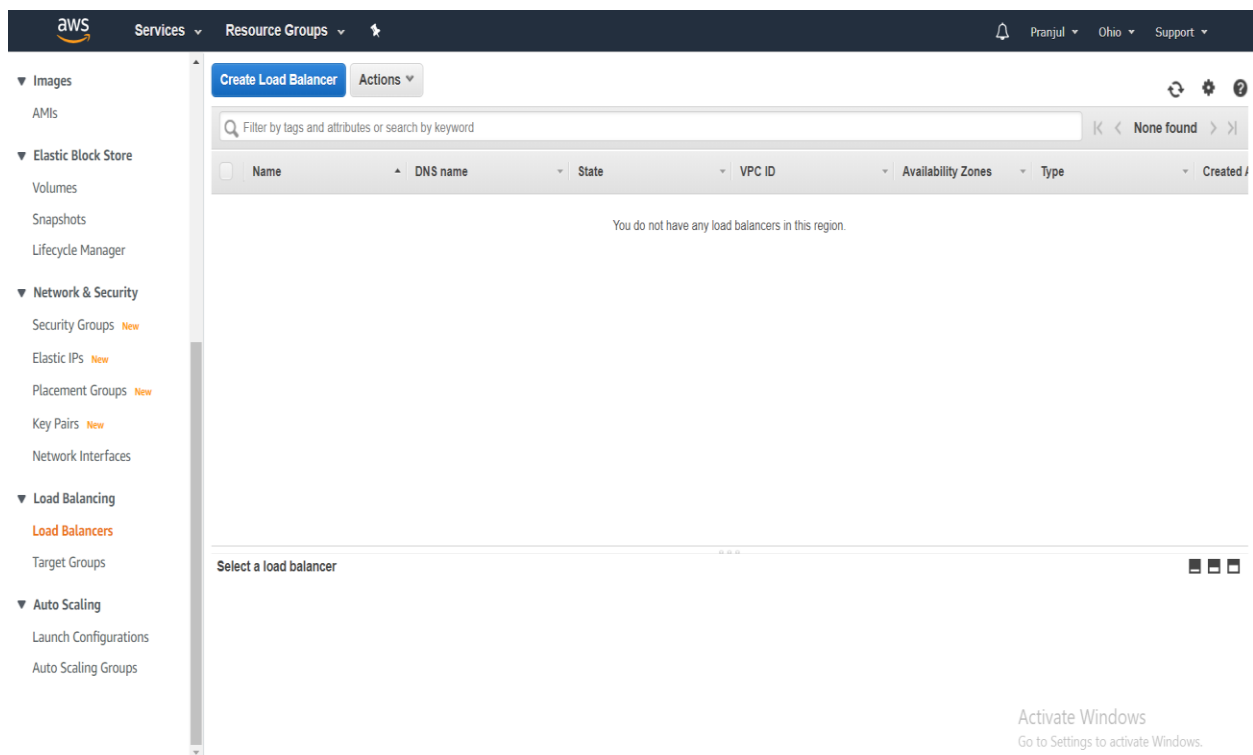 aws Services Resource Groups Pranjul Ohio Support
Images
AMIs
Elastic Block Store
Volumes
Snapshots
Lifecycle Manager
Network & Security
Security Groups New
Elastic IPs New
Placement Groups New
Key Pairs New
Network Interfaces
Load Balancing
Load Balancers
Target Groups
Auto Scaling
Launch Configurations
Auto Scaling Groups
Create Load Balancer Actions
Filter by tags and attributes or search by keyword None found
Name DNS name State VPC ID Availability Zones Type Created A
You do not have any load balancers in this region.
Select a load balancer
Activate Windows
Go to Settings to activate Windows.